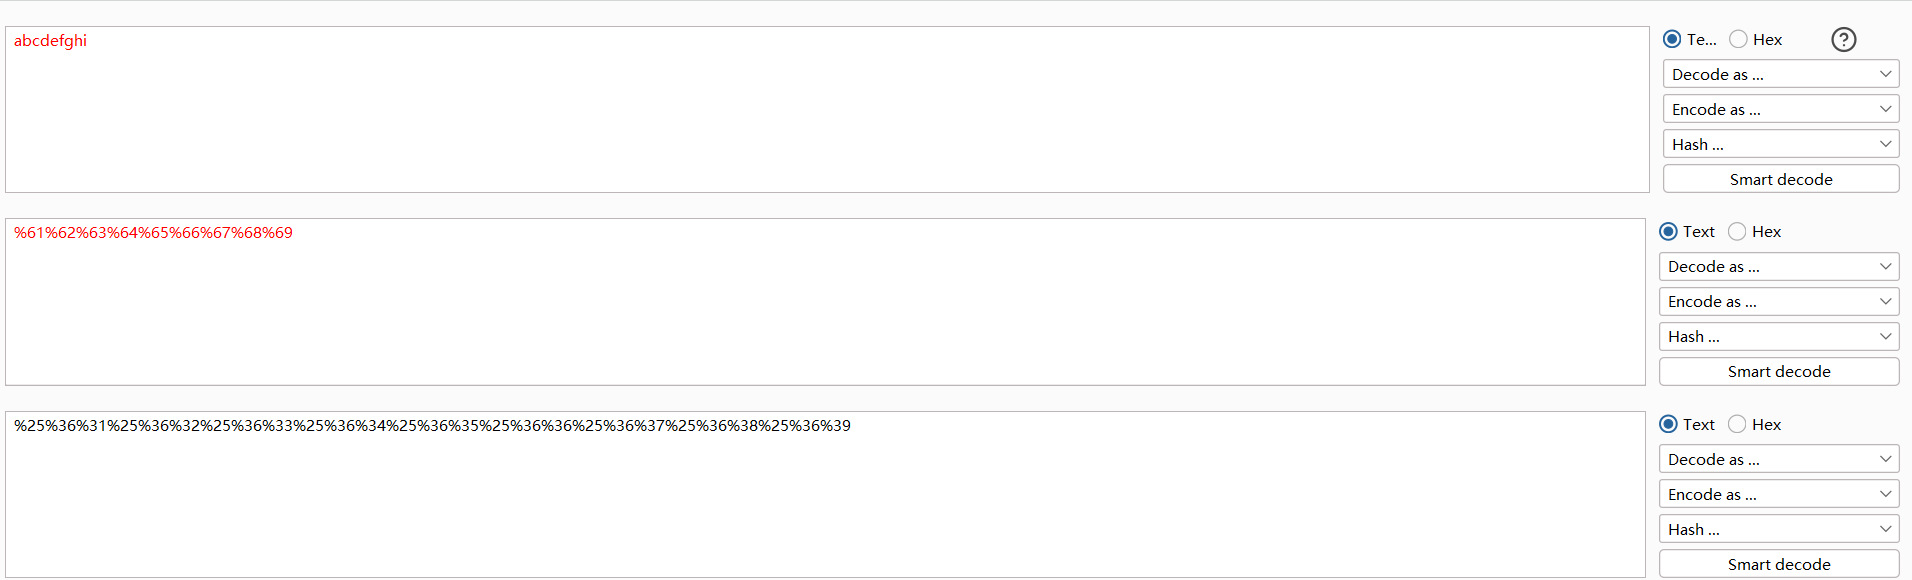 abcdefghi
Te... Hex ?
Decode as ...
Encode as ...
Hash ...
Smart decode
%61%62%63%64%65%66%67%68%69
Text Hex
Decode as ...
Encode as ...
Hash ...
Smart decode
%25%36%31%25%36%32%25%36%33%25%36%34%25%36%35%25%36%36%25%36%37%25%36%38%25%36%39
Text Hex
Decode as ...
Encode as ...
Hash ...
Smart decode